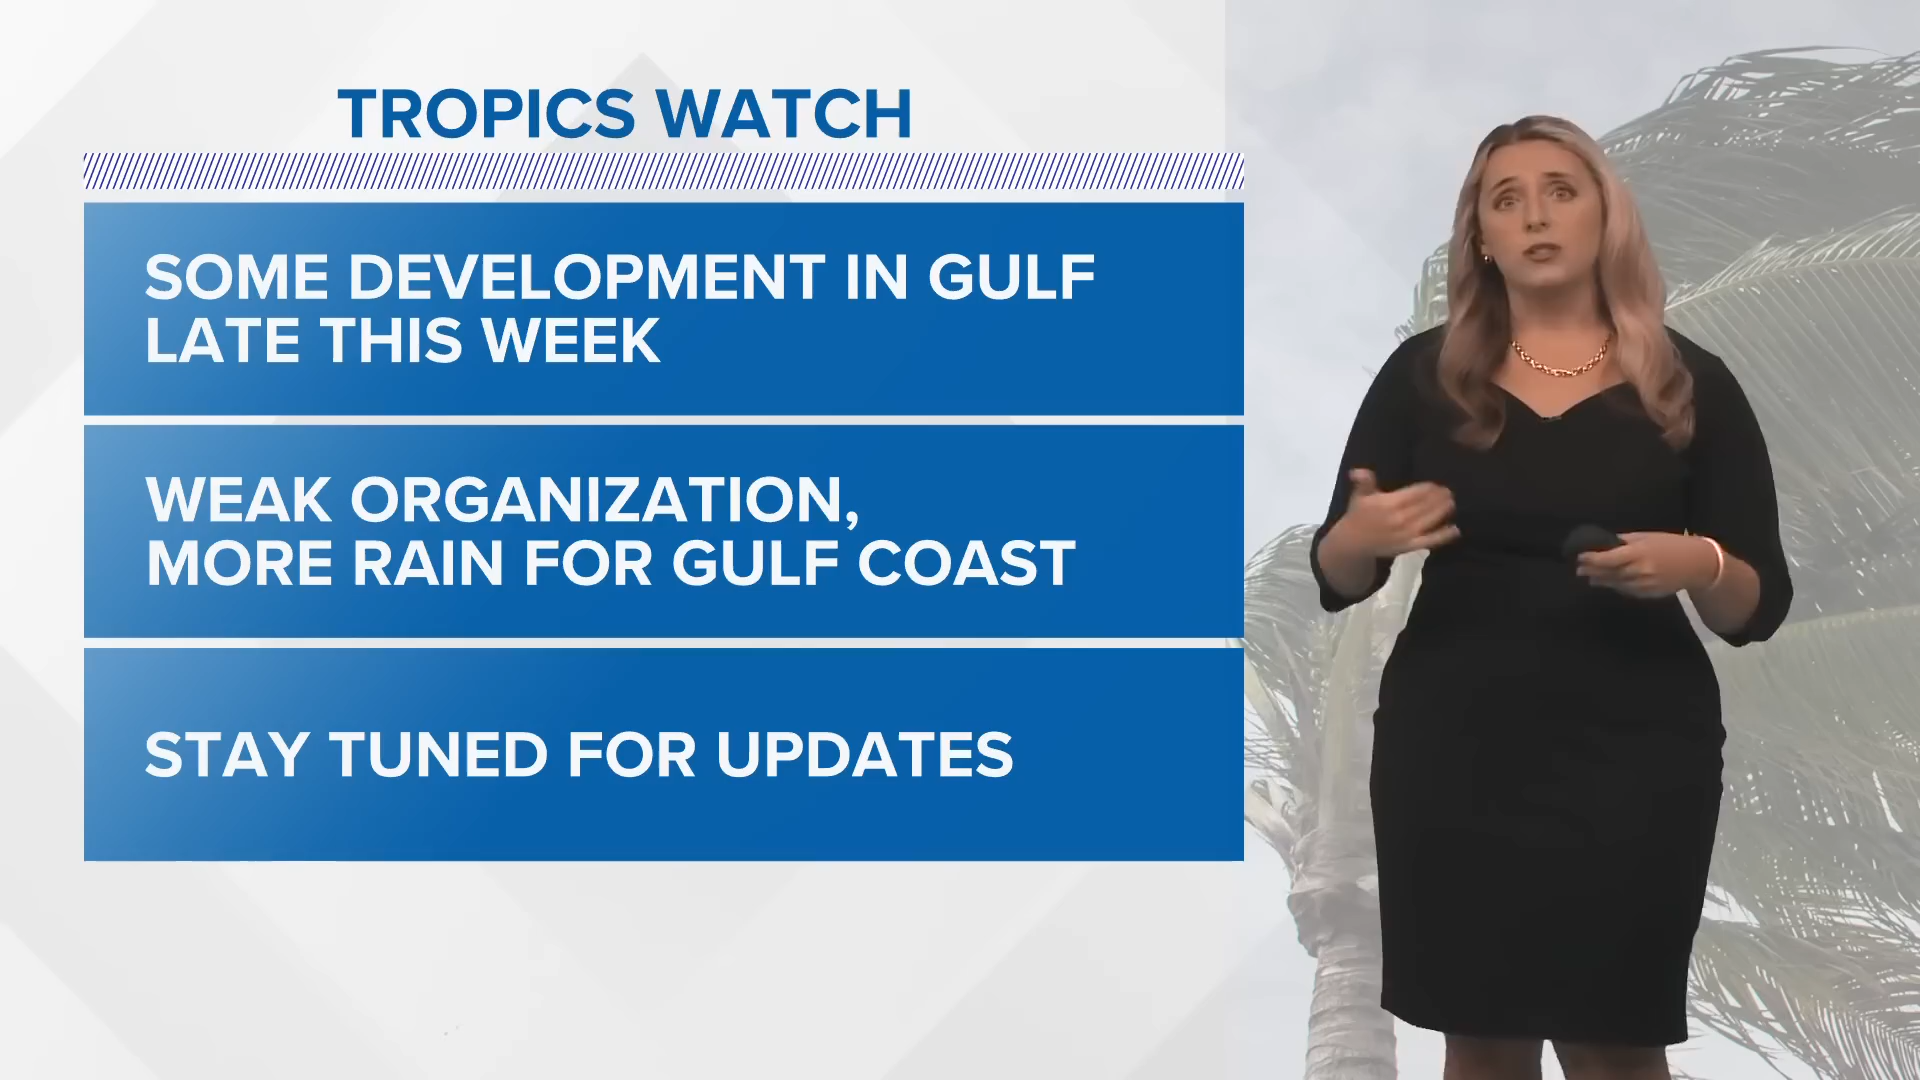 TROPICS WATCH
SOME DEVELOPMENT IN GULF
LATE THIS WEEK
WEAK ORGANIZATION,
MORE RAIN FOR GULF COAST
STAY TUNED FOR UPDATES